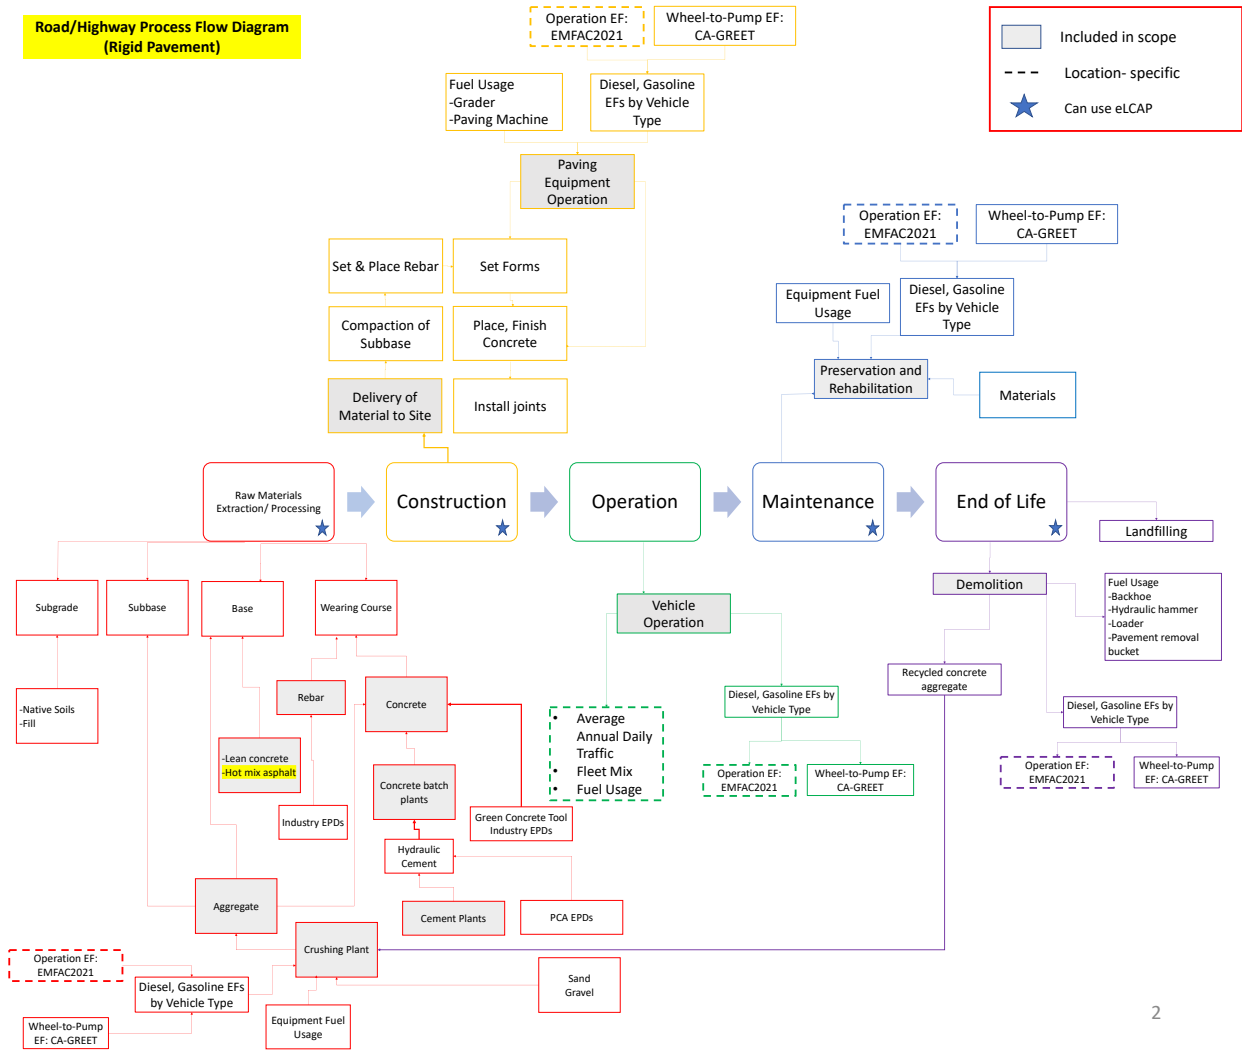 Road/Highway Process Flow Diagram
(Rigid Pavement)
Operation EF:
EMFAC2021
Wheel-to-Pump EF:
CA-GREET
Included in scope
Location- specific
Can use eLCAP
Fuel Usage
-Grader
-Paving Machine
Diesel, Gasoline
EFs by Vehicle
Type
Paving
Equipment
Operation
Set & Place Rebar
Set Forms
Compaction of
Subbase
Place, Finish
Concrete
Delivery of
Material to Site
Install joints
Operation EF:
EMFAC2021
Wheel-to-Pump EF:
CA-GREET
Equipment Fuel
Usage
Diesel, Gasoline
EFs by Vehicle
Type
Preservation and
Rehabilitation
Materials
Raw Materials
Extraction/ Processing
Construction
Operation
Maintenance
End of Life
Landfilling
Subgrade
Subbase
Base
Wearing Course
Vehicle
Operation
Demolition
Fuel Usage
-Backhoe
-Hydraulic hammer
-Loader
-Pavement removal
bucket
-Native Soils
-Fill
Rebar
Concrete
-Lean concrete
-Hot mix asphalt
Industry EPDs
Concrete batch
plants
Green Concrete Tool
Industry EPDs
Hydraulic
Cement
Aggregate
Cement Plants
PCA EPDs
Crushing Plant
Sand
Gravel
Operation EF:
EMFAC2021
Diesel, Gasoline EFs
by Vehicle Type
Wheel-to-Pump
EF: CA-GREET
Equipment Fuel
Usage
• Average
Annual Daily
Traffic
• Fleet Mix
• Fuel Usage
Diesel, Gasoline EFs by
Vehicle Type
Operation EF:
EMFAC2021
Wheel-to-Pump EF:
CA-GREET
Recycled concrete
aggregate
Diesel, Gasoline EFs by
Vehicle Type
Operation EF:
EMFAC2021
Wheel-to-Pump
EF: CA-GREET
2